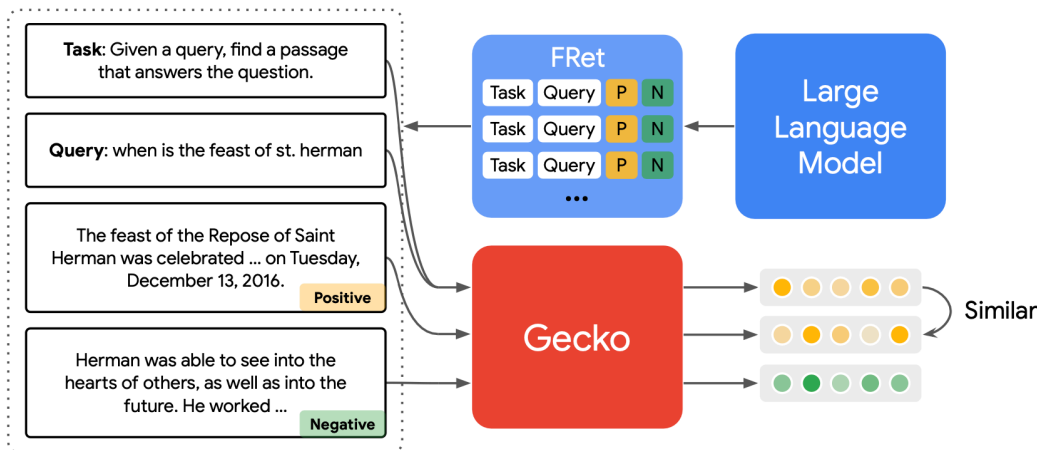 Task: Given a query, find a passage
that answers the question.
Query: when is the feast of st. herman
The feast of the Repose of Saint
Herman was celebrated ... on Tuesday,
December 13, 2016.
Positive
Herman was able to see into the
hearts of others, as well as into the
future. He worked ...
Negative
FRet
Task Query P N
Task Query P N
Task Query P N
...
Large
Language
Model
Gecko
Similar